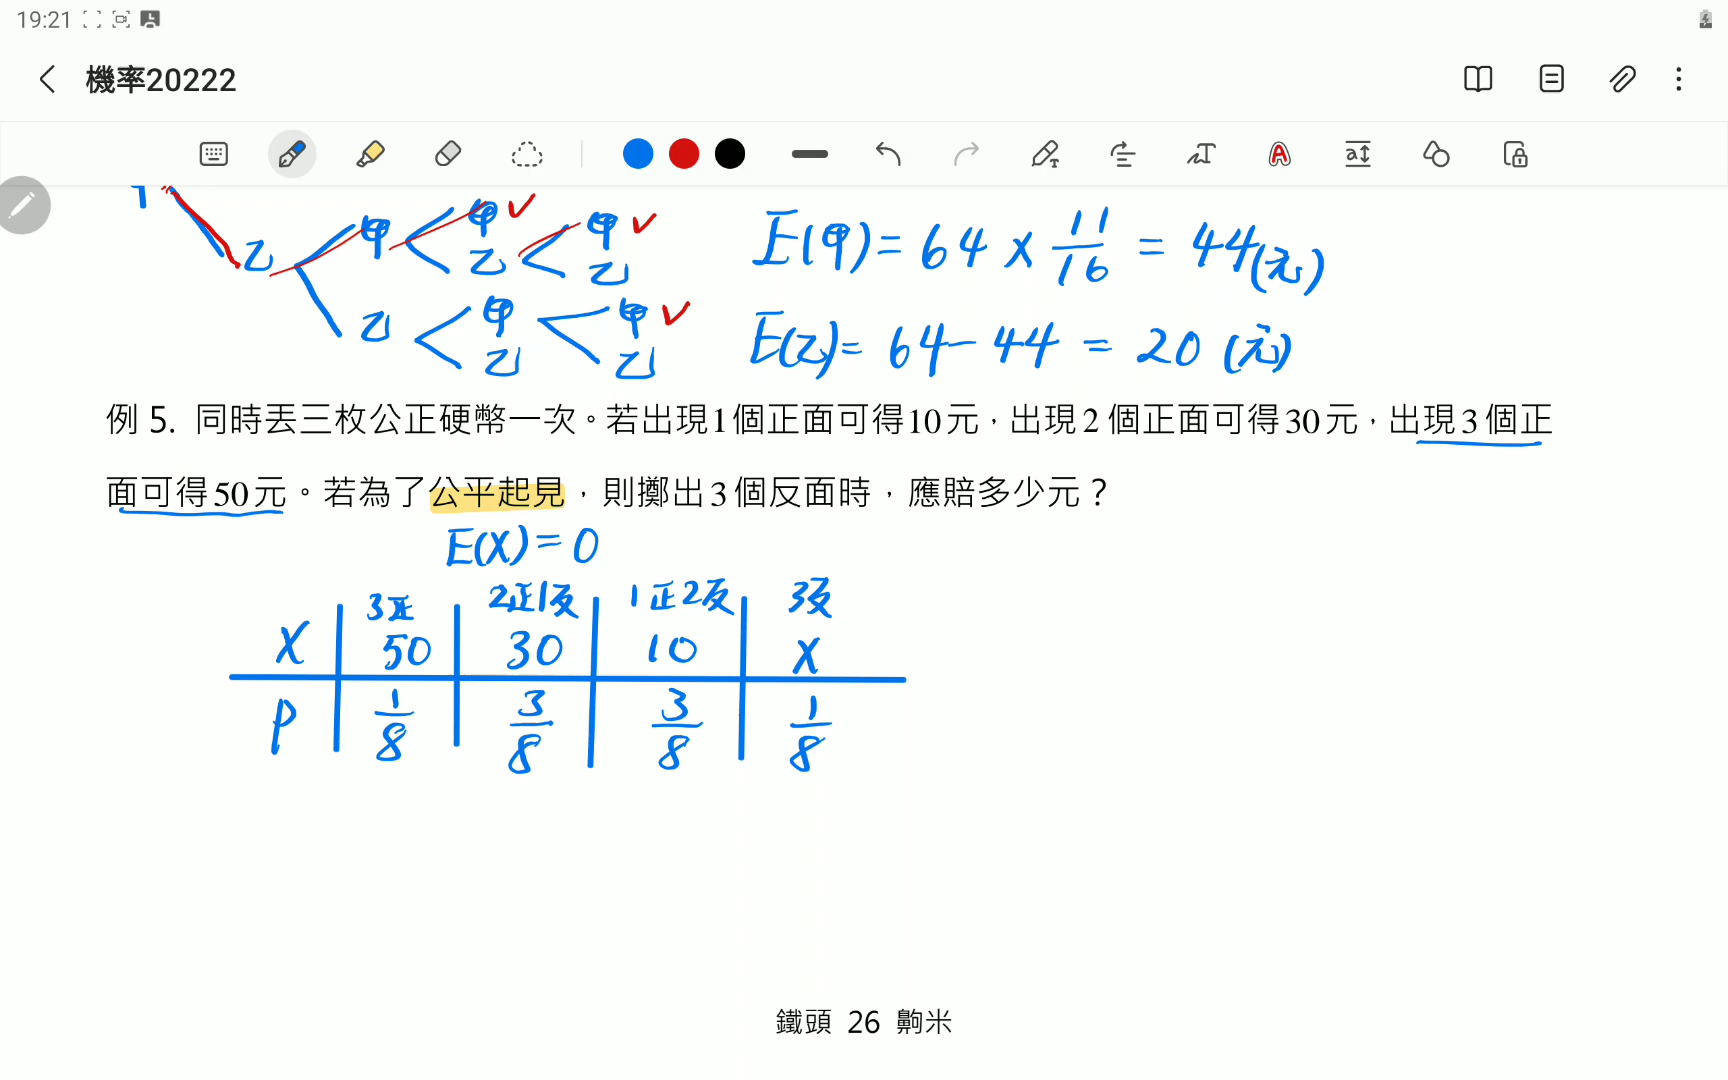 19:21
機率20222
乙 甲 甲 ✓ 甲 ✓
乙 乙
乙 甲 甲 ✓
乙 乙
E(甲) = 64 × 11/16 = 44(元)
E(乙) = 64 - 44 = 20 (元)
例 5. 同時丟三枚公正硬幣一次。若出現1個正面可得10元，出現2個正面可得30元，出現3個正
面可得50元。若為了公平起見，則擲出3個反面時，應賠多少元？
E(X) = 0
3正 2正1反 1正2反 3反
X 50 30 10 X
P 1/8 3/8 3/8 1/8
鐵頭 26 齁米